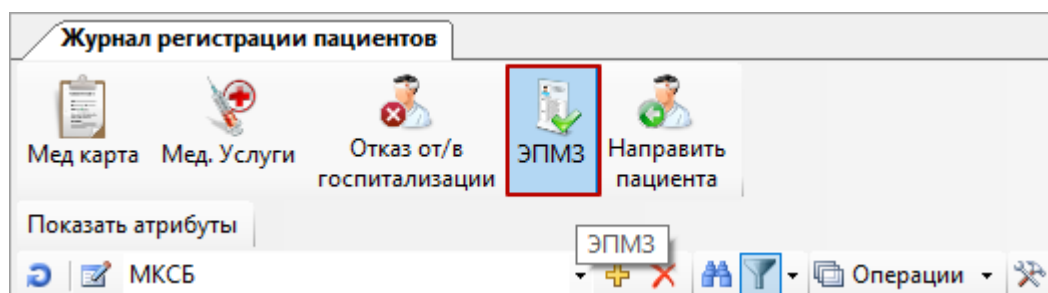 Журнал регистрации пациентов
Мед карта
Мед. Услуги
Отказ от/в
госпитализации
ЭПМЗ
Направить
пациента
Показать атрибуты
ЭПМЗ
МКСБ
Операции